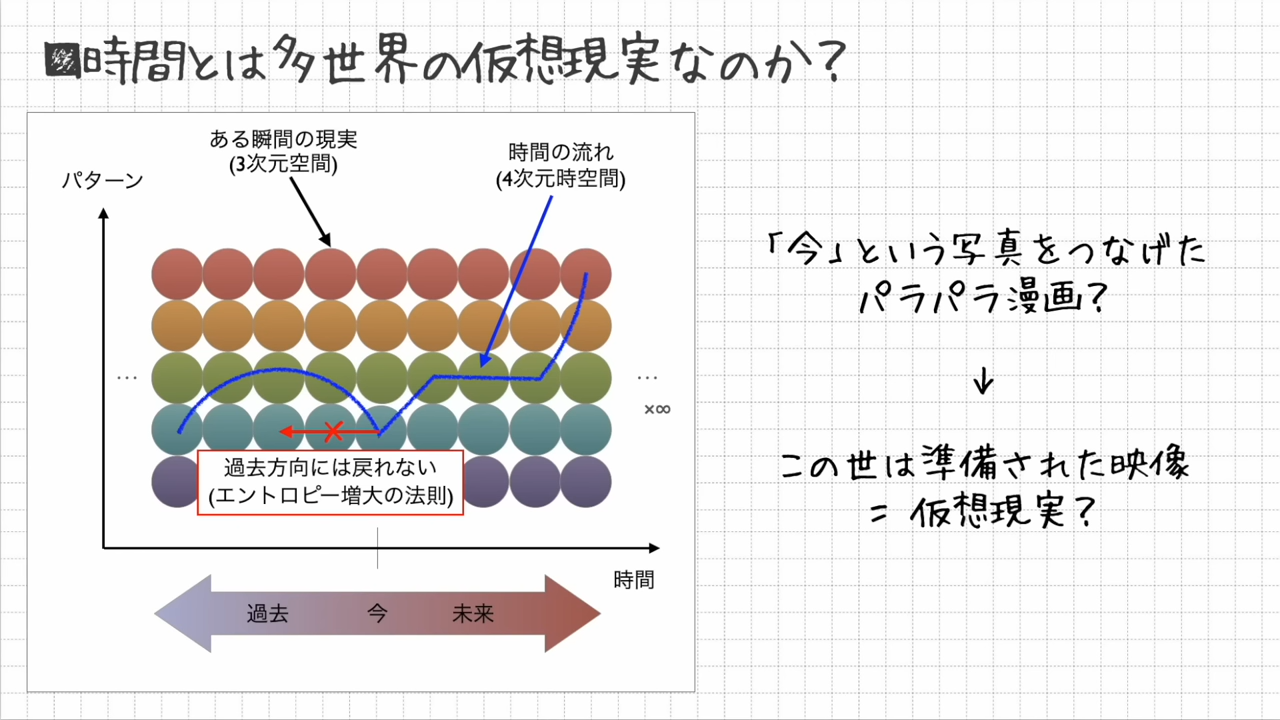 ■時間とは多世界の仮想現実なのか？
ある瞬間の現実
(3次元空間)
時間の流れ
(4次元時空間)
パターン
…
…
×∞
過去方向には戻れない
(エントロピー増大の法則)
時間
過去 今 未来
「今」という写真をつなげた
パラパラ漫画？
↓
この世は準備された映像
= 仮想現実？